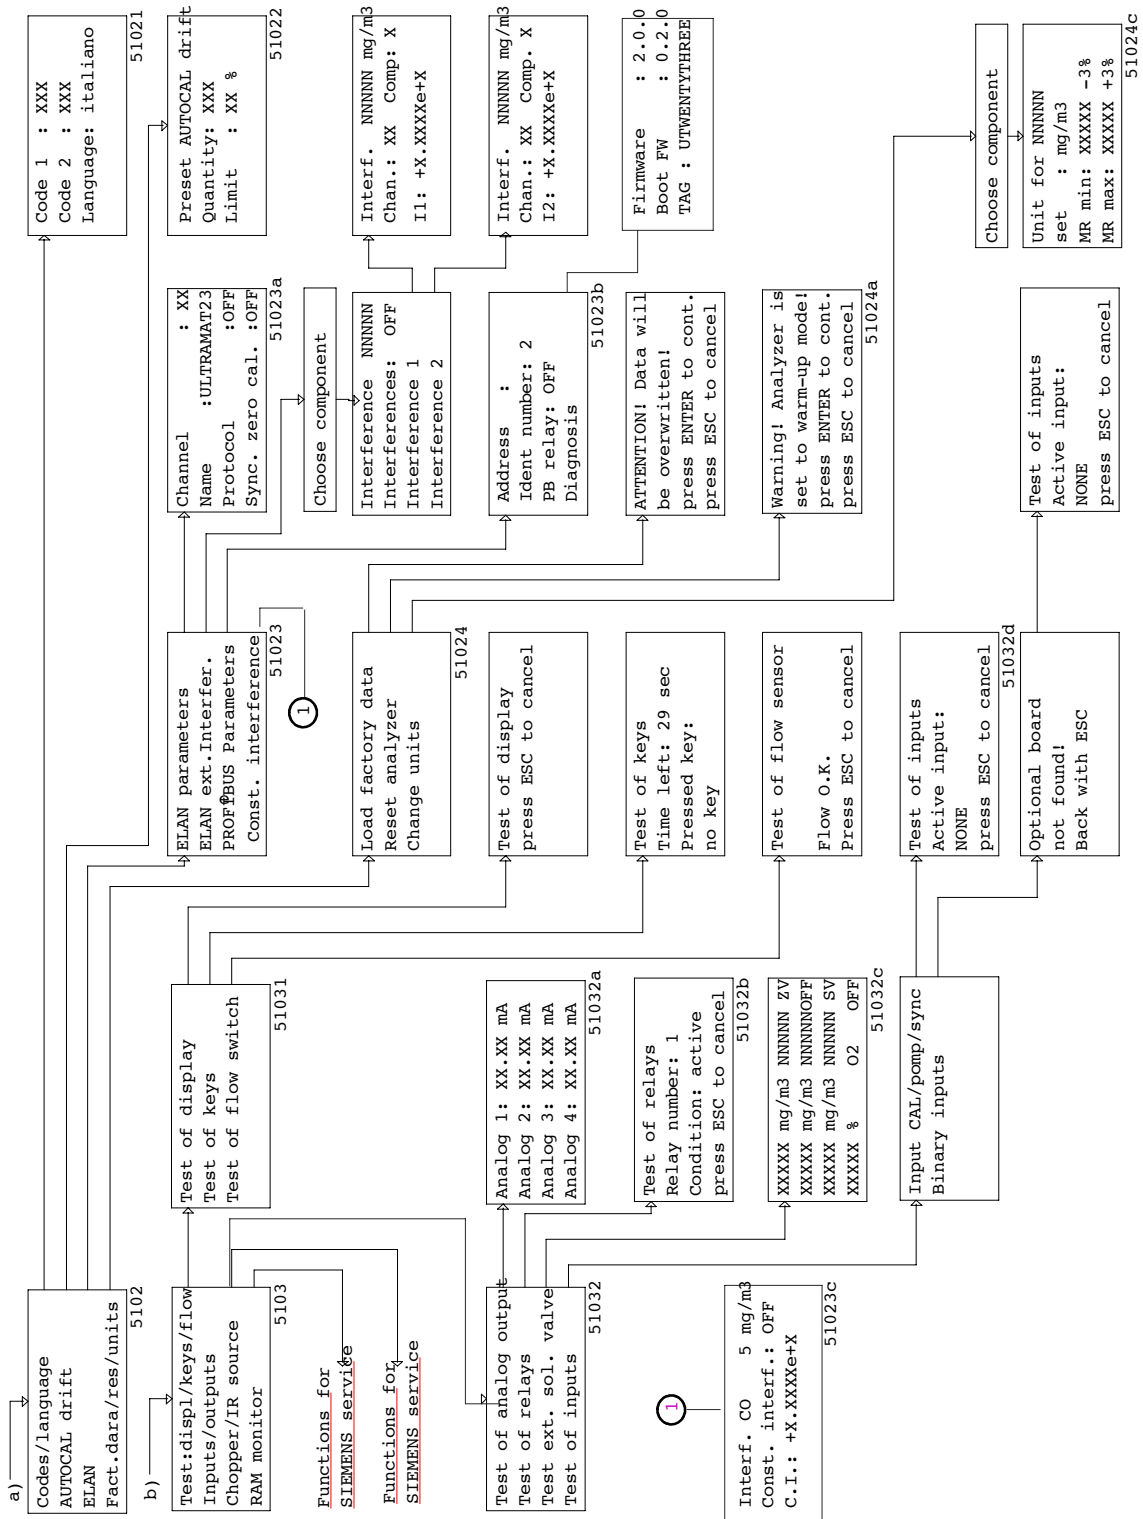 a)
Codes/language
AUTOCAL drift
ELAN
Fact.dara/res/units
5102
b)
Test:displ/keys/flow
Inputs/outputs
Chopper/IR source
RAM monitor
5103
Functions for
SIEMENS service
Functions for
SIEMENS service
Test of analog output
Test of relays
Test ext. sol. valve
Test of inputs
51032
1
Interf. CO 5 mg/m3
Const. interf.: OFF
C.I.: +X.XXXXe+X
51023c
Test of display
Test of keys
Test of flow switch
51031
Analog 1: XX.XX mA
Analog 2: XX.XX mA
Analog 3: XX.XX mA
Analog 4: XX.XX mA
51032a
Test of relays
Relay number: 1
Condition: active
press ESC to cancel
51032b
XXXXX mg/m3 NNNNN ZV
XXXXX mg/m3 NNNNNOFF
XXXXX mg/m3 NNNNN SV
XXXXX % O2 OFF
51032c
Input CAL/pomp/sync
Binary inputs
ELAN parameters
ELAN ext.Interfer.
PROFIBUS Parameters
Const. interference
51023
1
Load factory data
Reset analyzer
Change units
51024
Test of display
press ESC to cancel
Test of keys
Time left: 29 sec
Pressed key:
no key
Test of flow sensor
Flow O.K.
Press ESC to cancel
Test of inputs
Active input:
NONE
press ESC to cancel
51032d
Optional board
not found!
Back with ESC
Channel : XX
Name :ULTRAMAT23
Protocol :OFF
Sync. zero cal. :OFF
51023a
Choose component
Interference NNNNN
Interferences: OFF
Interference 1
Interference 2
Address :
Ident number: 2
PB relay: OFF
Diagnosis
51023b
ATTENTION! Data will
be overwritten!
press ENTER to cont.
press ESC to cancel
Warning! Analyzer is
set to warm-up mode!
press ENTER to cont.
press ESC to cancel
51024a
Test of inputs
Active input:
NONE
press ESC to cancel
Code 1 : XXX
Code 2 : XXX
Language: italiano
51021
Preset AUTOCAL drift
Quantity: XXX
Limit : XX %
51022
Interf. NNNNN mg/m3
Chan.: XX Comp: X
I1: +X.XXXXe+X
Interf. NNNNN mg/m3
Chan.: XX Comp. X
I2: +X.XXXXe+X
Firmware : 2.0.0
Boot FW : 0.2.0
TAG : UTWENTYTHREE
Choose component
Unit for NNNNN
set : mg/m3
MR min: XXXXX -3%
MR max: XXXXX +3%
51024c